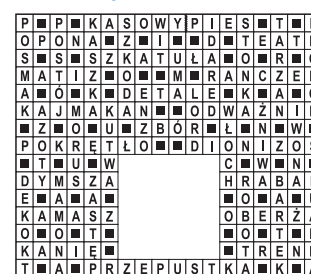 P P KASOWY PIES T
OPONA Z I D TEAT
S S SZKATUŁA O R
MATIZ O M RANCZE
A Ó K DETALE K A
KAJMAKAN ODWAŻNI
Z O U ZBÓR Ł N W
POKRĘTŁO DIONIZOS
T U W C W N
DYMSZA HRABA
E A A O A
KAMASZ OBERŻ
O O T O T
KANIĘ TREN
T A PRZEPUSTKA K